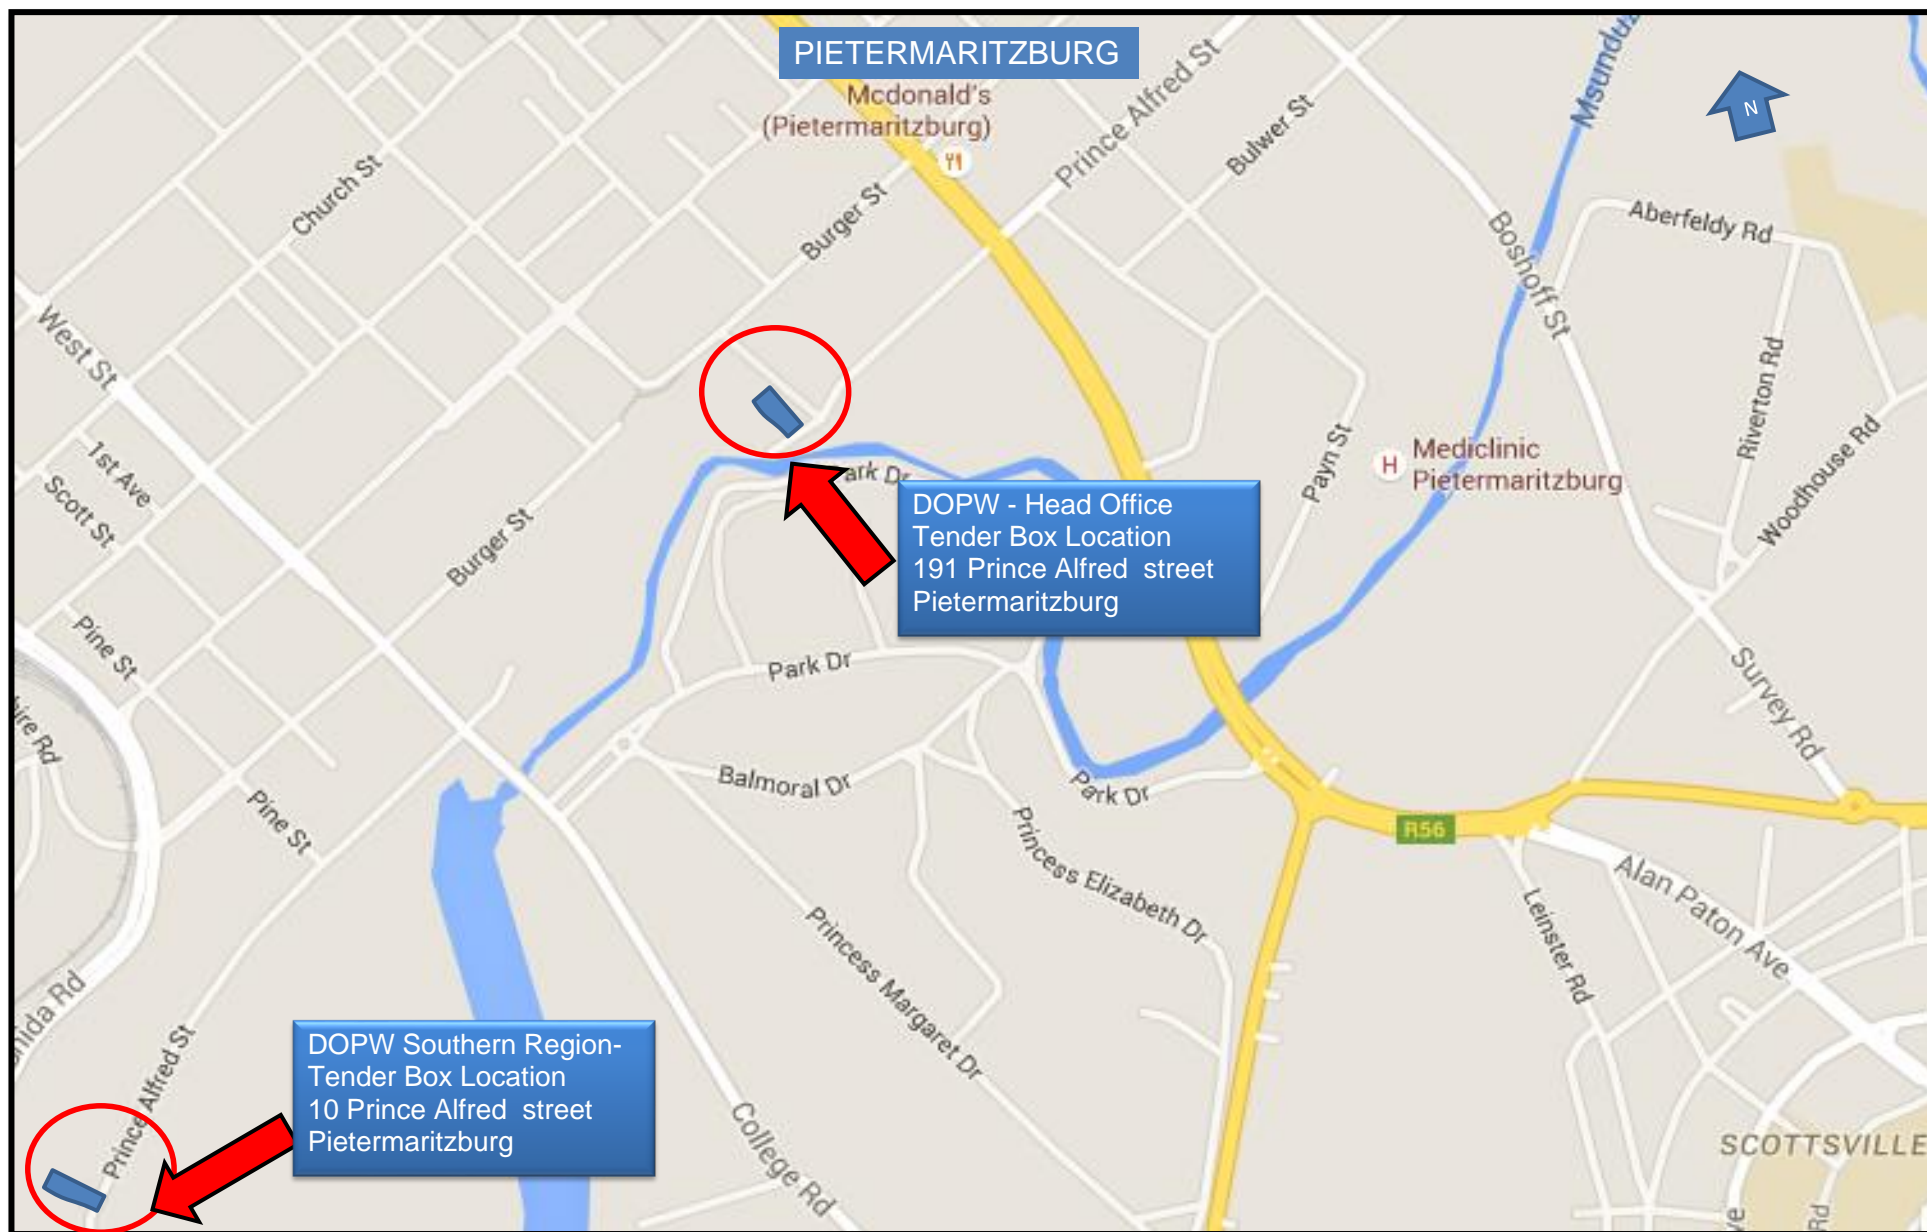 PIETERMARITZBURG
Mcdonald's
(Pietermaritzburg)
Prince Alfred St
Bulwer St
Msunduz
N
Church St
Burger St
Boshoff St
Aberfeldy Rd
West St
Riverton Rd
1st Ave
Scott St
Burger St
Park Dr
Payn St
Mediclinic
Pietermaritzburg
H
Woodhouse Rd
DOPW - Head Office
Tender Box Location
191 Prince Alfred  street
Pietermaritzburg
Pine St
Park Dr
Survey Rd
Balmoral Dr
Park Dr
Pine St
Princess Elizabeth Dr
R56
Alan Paton Ave
Leinster Rd
Princess Margaret Dr
Rd
Rd
Prince Alfred St
DOPW Southern Region-
Tender Box Location
10 Prince Alfred  street
Pietermaritzburg
College Rd
SCOTTSVILLE
Rd